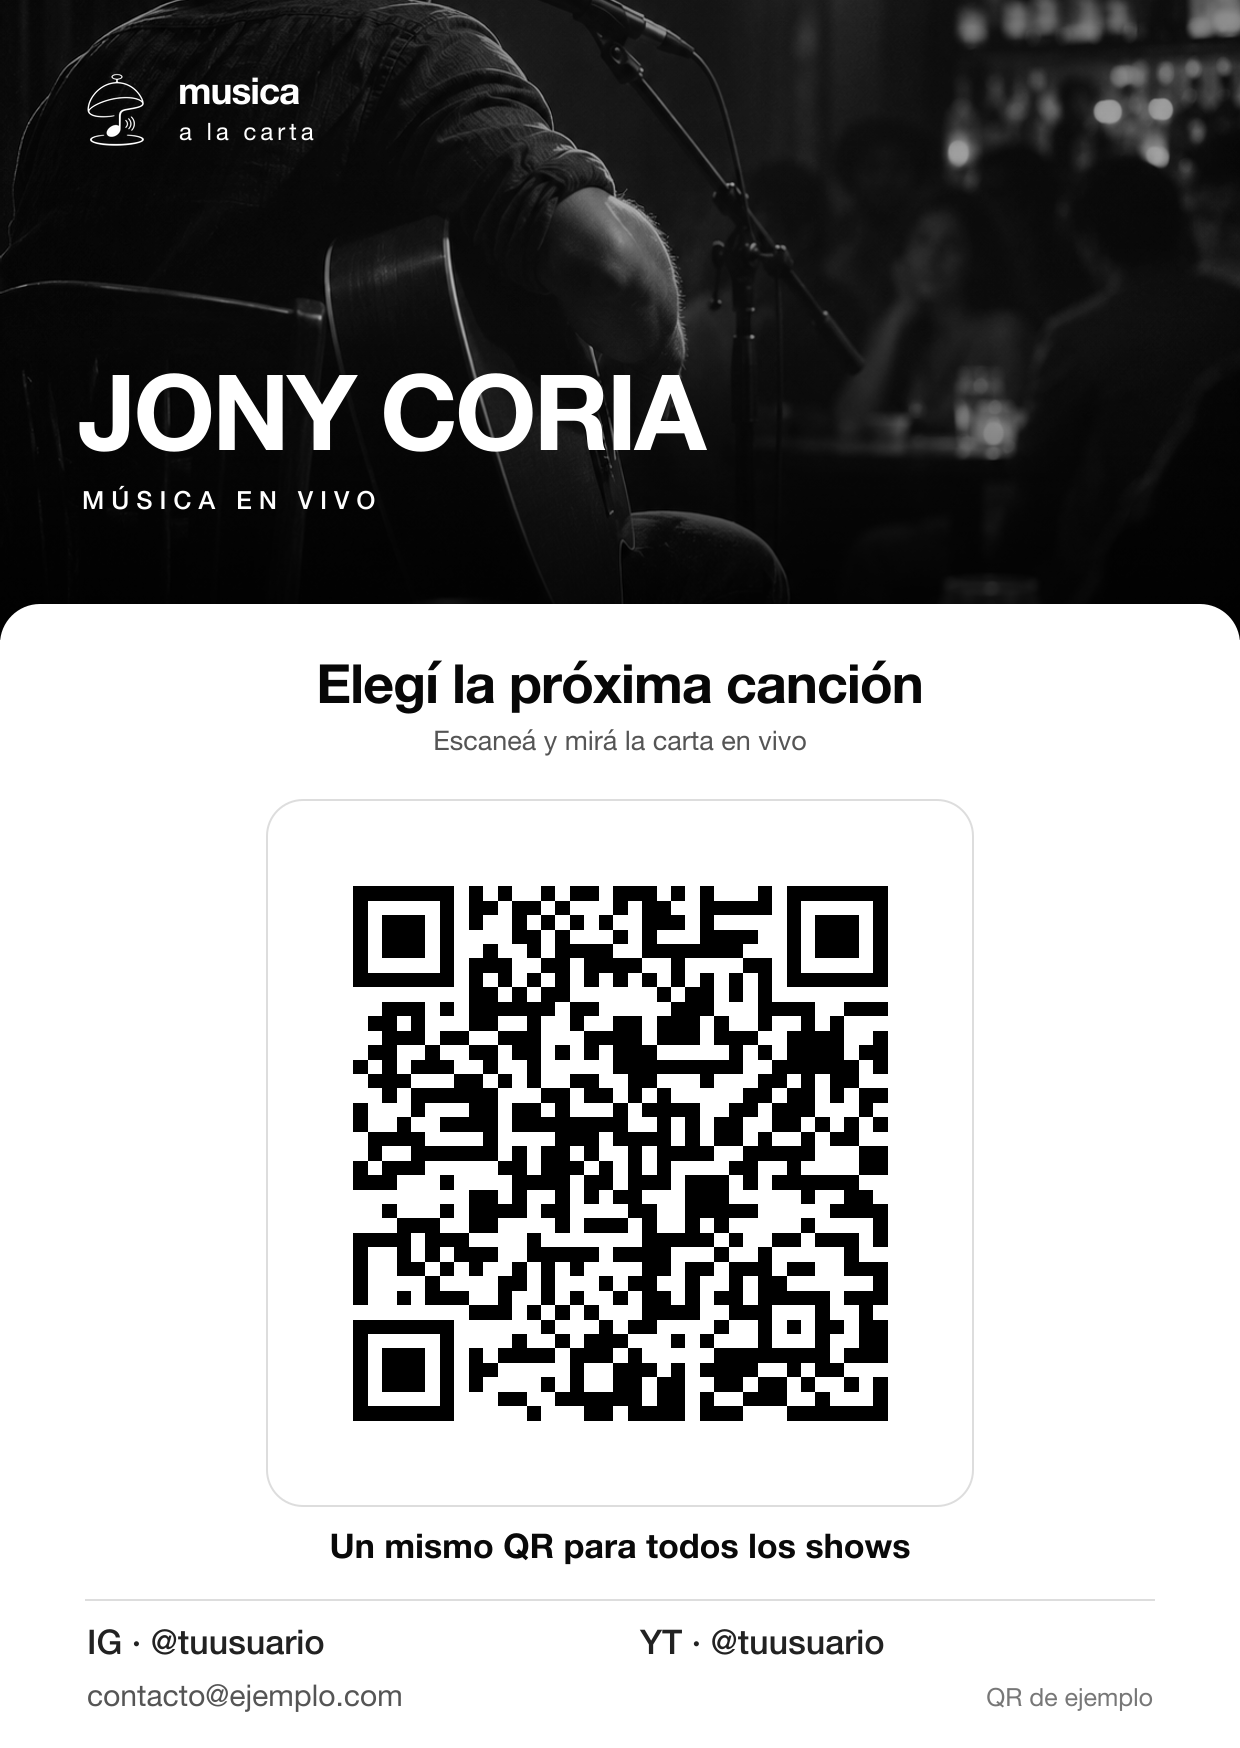 musica
a la carta
JONY CORIA
MÚSICA EN VIVO
Elegí la próxima canción
Escaneá y mirá la carta en vivo
Un mismo QR para todos los shows
IG · @tuusuario
YT · @tuusuario
contacto@ejemplo.com
QR de ejemplo